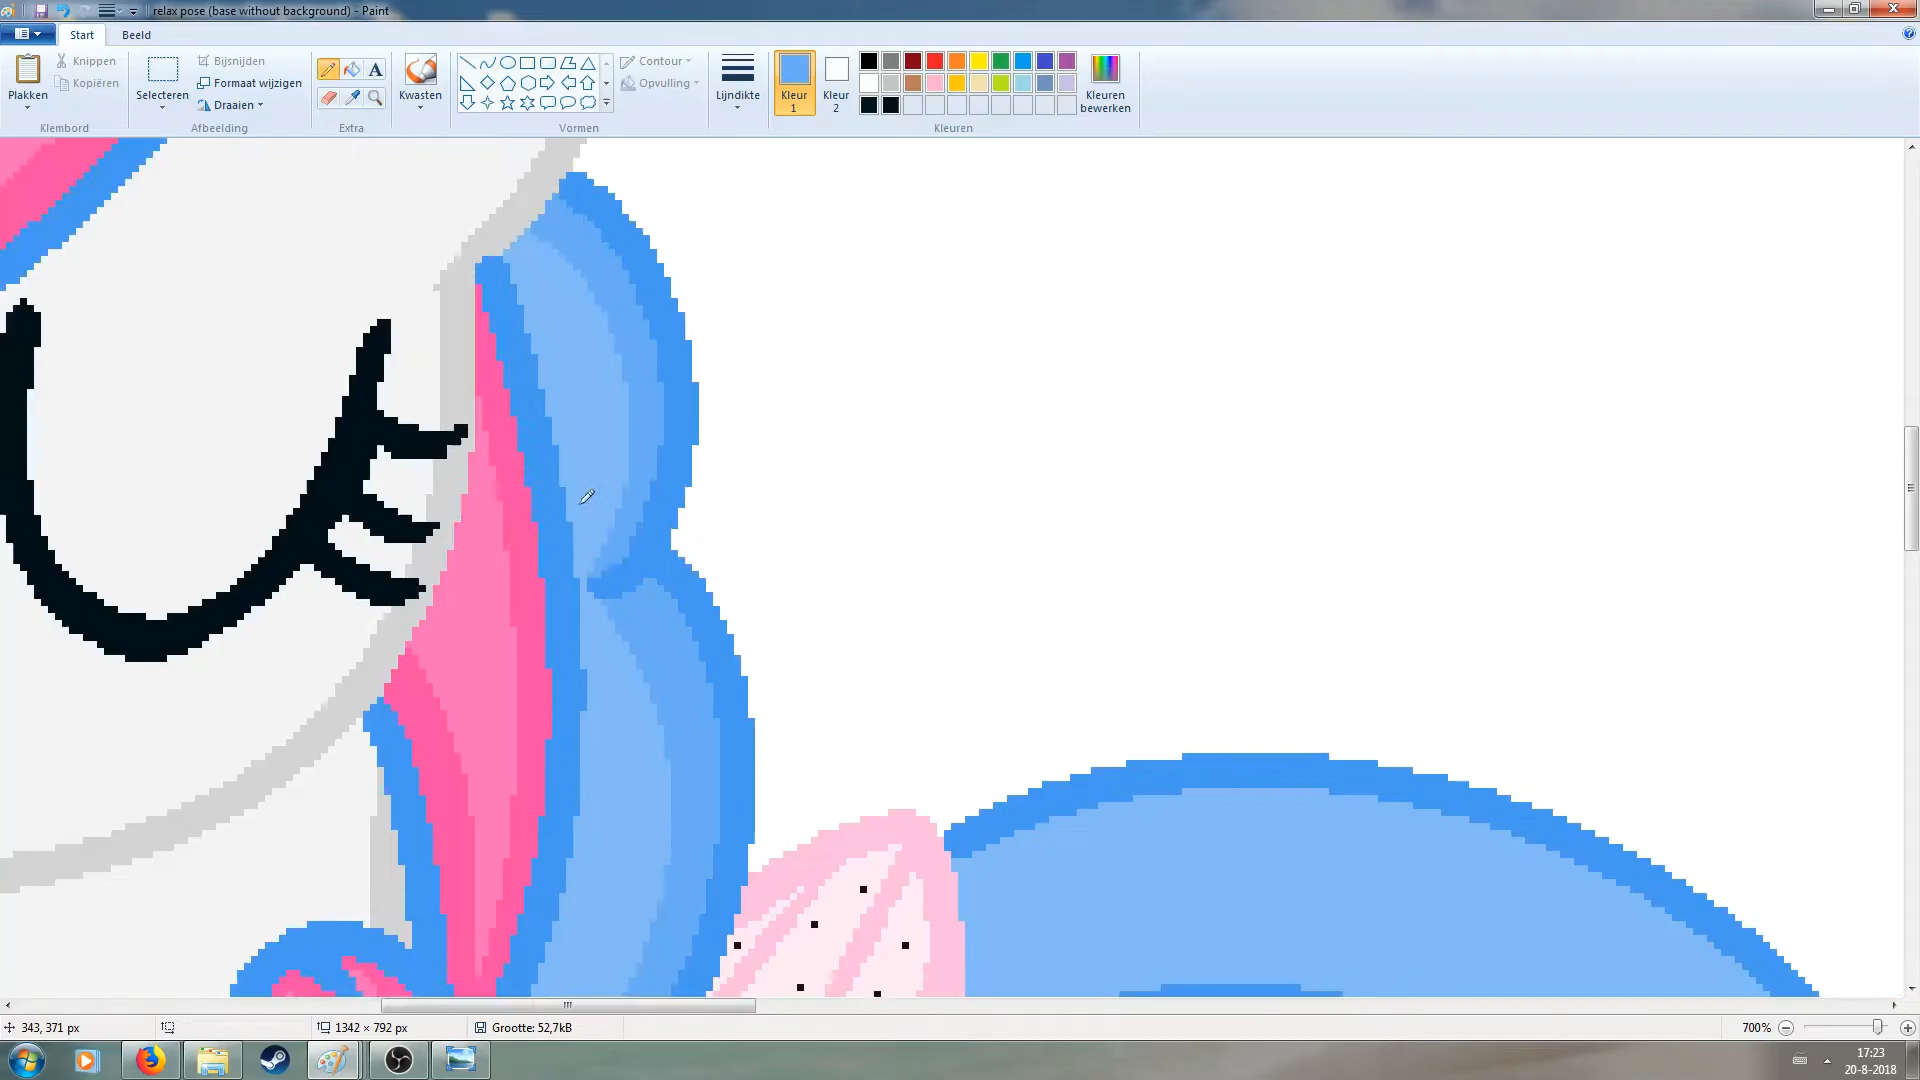 relax pose (base without background) - Paint
Start Beeld
Plakken
Knippen
Kopiëren
Klembord
Selecteren
Bijsnijden
Formaat wijzigen
Draaien
Afbeelding
A
Extra
Kwasten
Contour
Opvulling
Vormen
Lijndikte
Kleur 1
Kleur 2
Kleuren bewerken
Kleuren
343, 371 px
1342 × 792 px
Grootte: 52,7kB
700%
17:23
20-8-2018